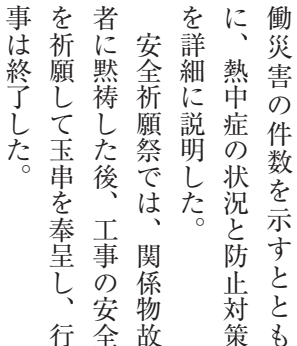 働災害の件数を示すととも
に、熱中症の状況と防止対策
を詳細に説明した。
安全祈願祭では、関係物故
者に黙祷した後、工事の安全
を祈願して玉串を奉呈し、行
事は終了した。